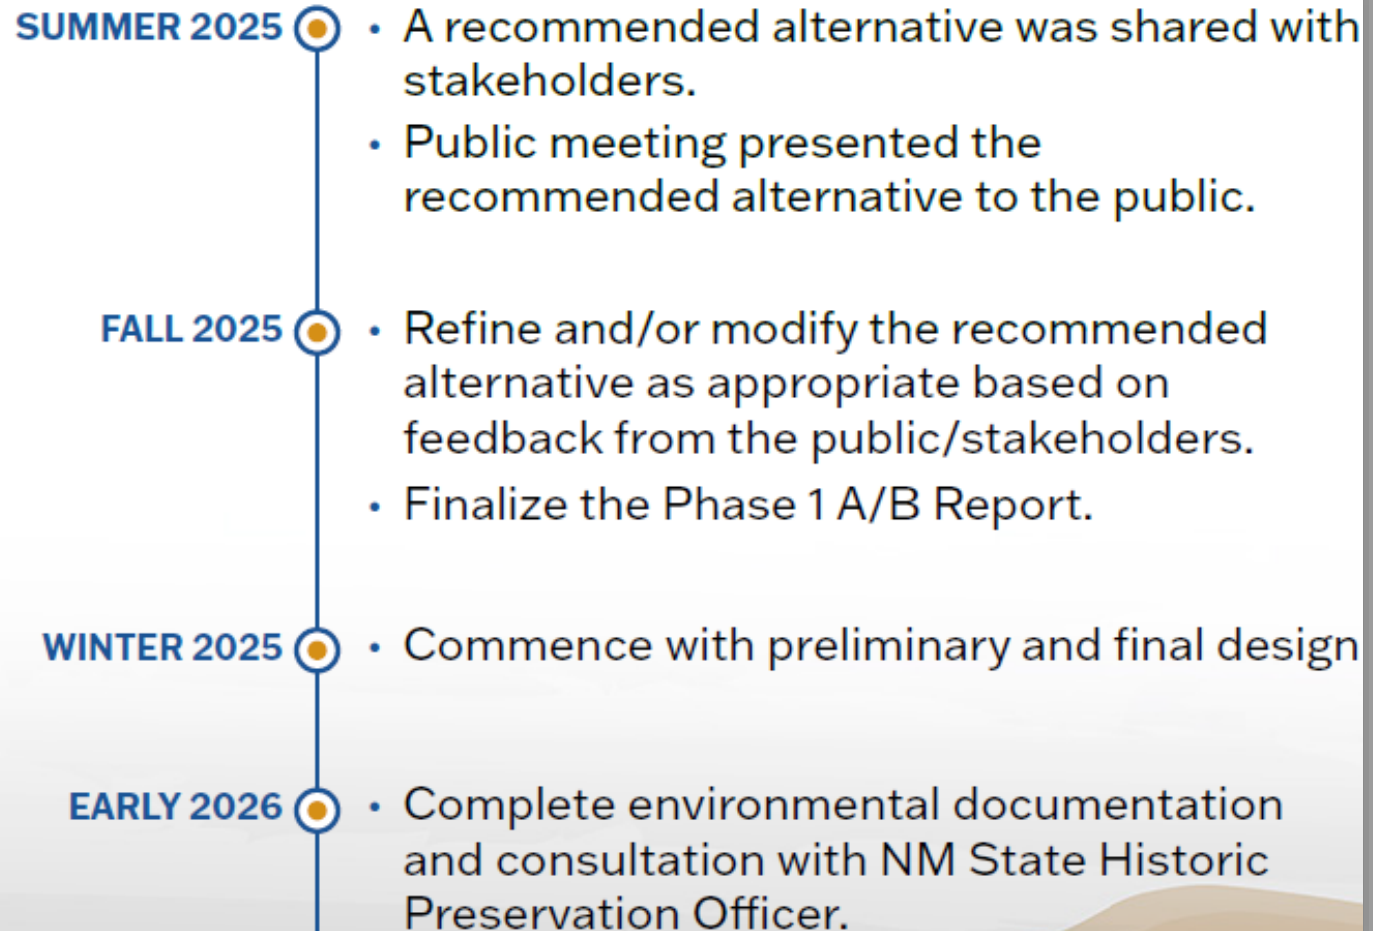 SUMMER 2025
• A recommended alternative was shared with
stakeholders.
• Public meeting presented the
recommended alternative to the public.
FALL 2025
• Refine and/or modify the recommended
alternative as appropriate based on
feedback from the public/stakeholders.
• Finalize the Phase 1 A/B Report.
WINTER 2025
• Commence with preliminary and final design
EARLY 2026
• Complete environmental documentation
and consultation with NM State Historic
Preservation Officer.